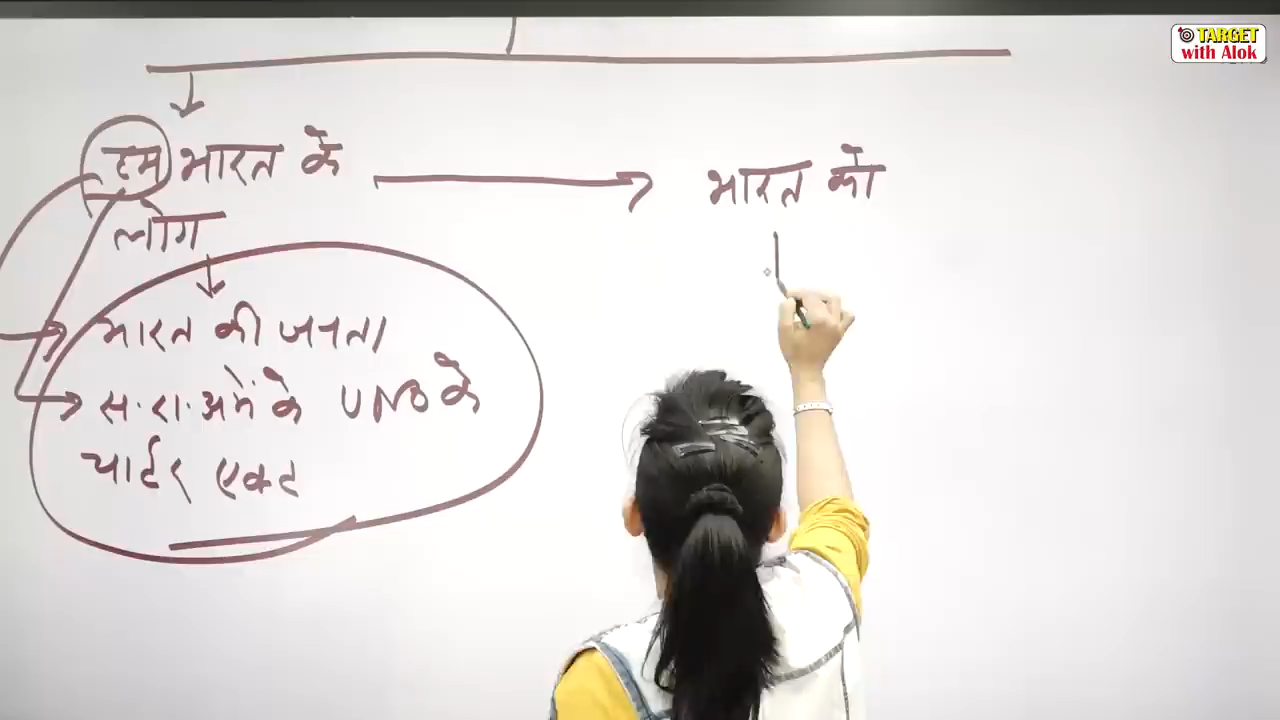 TARGET
with Alok
हम भारत के
लोग
भारत को
भारत की जनता
स.रा.अमे के UNO के
चार्टर एक्ट